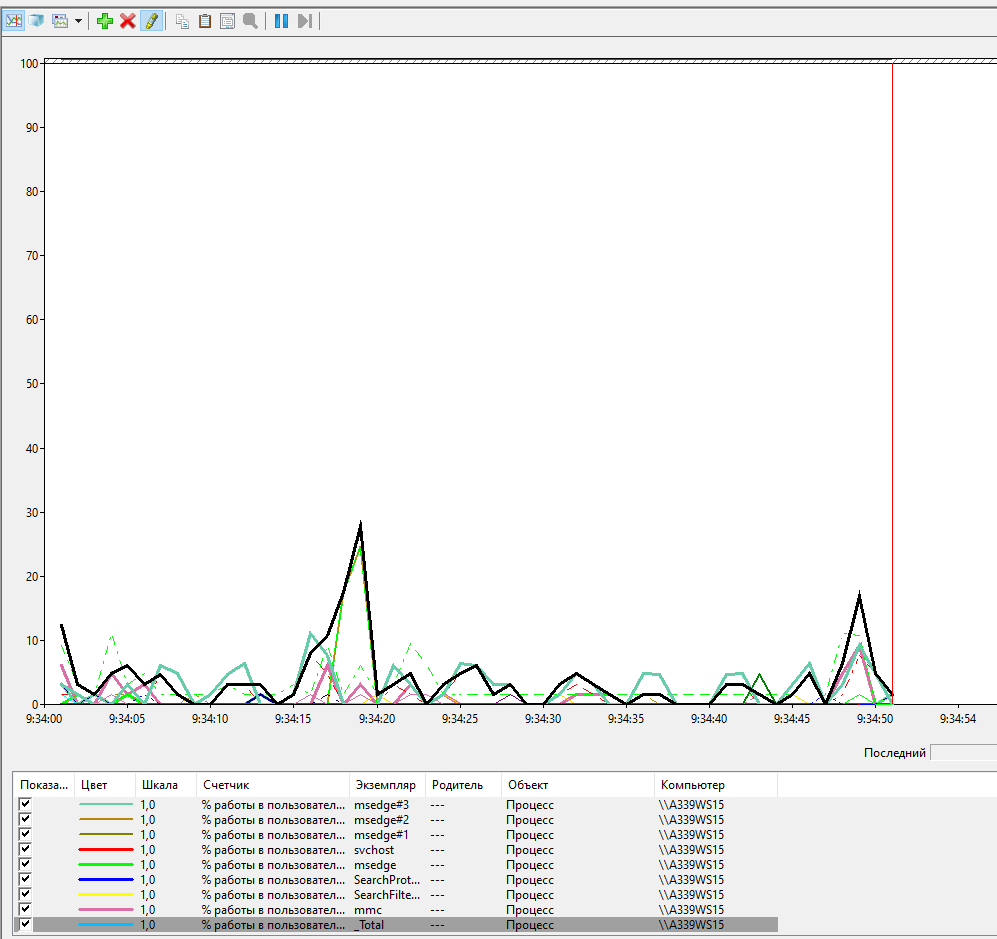 100
90
80
70
60
50
40
30
20
10
0
9:34:00 9:34:05 9:34:10 9:34:15 9:34:20 9:34:25 9:34:30 9:34:35 9:34:40 9:34:45 9:34:50 9:34:54
Последний
Показа... Цвет Шкала Счетчик Экземпляр Родитель Объект Компьютер
1,0 % работы в пользовател... msedge#3 --- Процесс \\A339WS15
1,0 % работы в пользовател... msedge#2 --- Процесс \\A339WS15
1,0 % работы в пользовател... msedge#1 --- Процесс \\A339WS15
1,0 % работы в пользовател... svchost --- Процесс \\A339WS15
1,0 % работы в пользовател... msedge --- Процесс \\A339WS15
1,0 % работы в пользовател... SearchProt... --- Процесс \\A339WS15
1,0 % работы в пользовател... SearchFilte... --- Процесс \\A339WS15
1,0 % работы в пользовател... mmc --- Процесс \\A339WS15
1,0 % работы в пользовател... _Total --- Процесс \\A339WS15